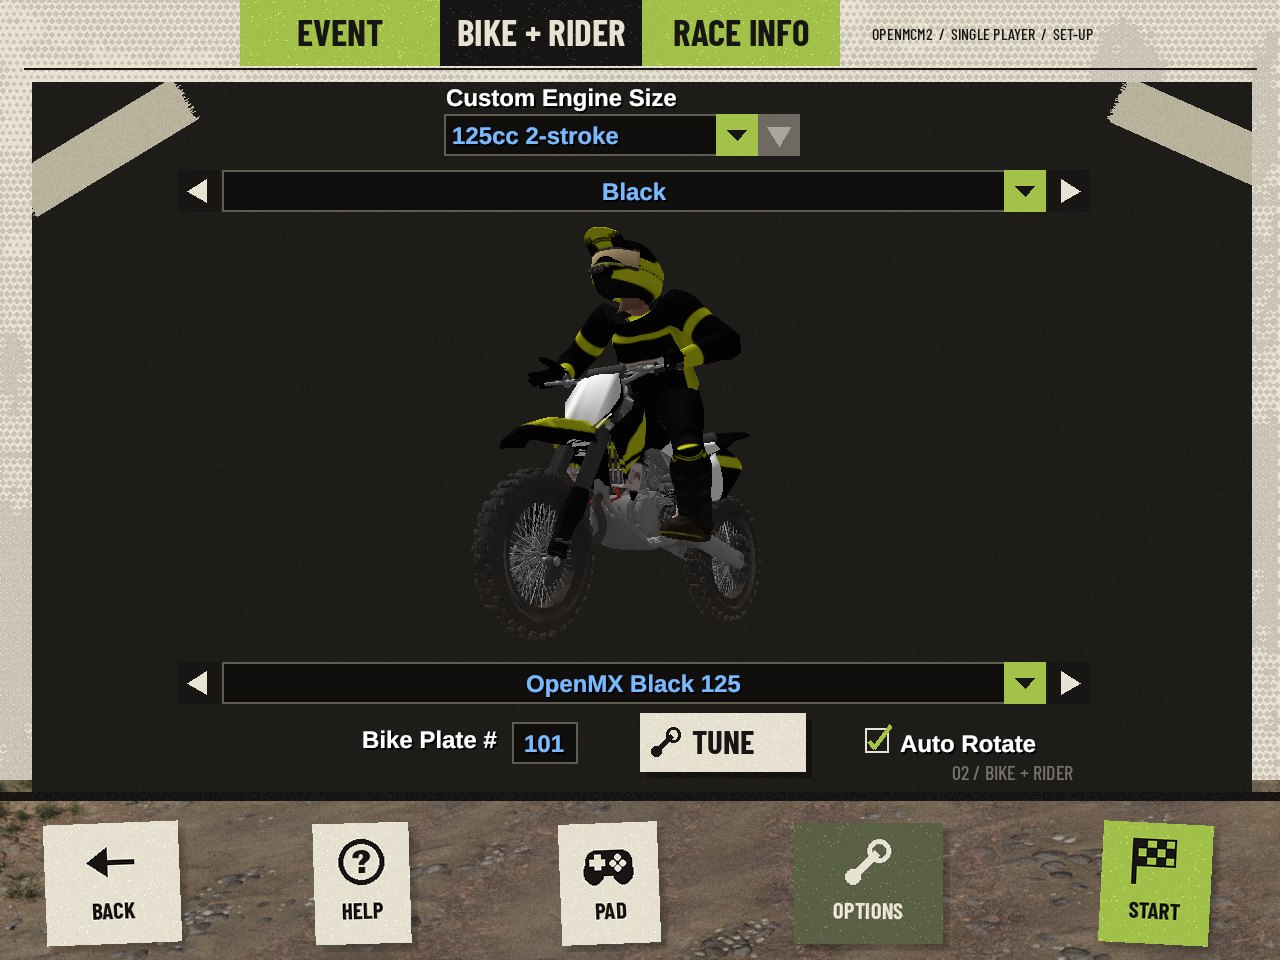 EVENT
BIKE + RIDER
RACE INFO
OPENMCM2 / SINGLE PLAYER / SET-UP
Custom Engine Size
125cc 2-stroke
Black
OpenMX Black 125
Bike Plate #
101
TUNE
Auto Rotate
02 / BIKE + RIDER
BACK
HELP
PAD
OPTIONS
START